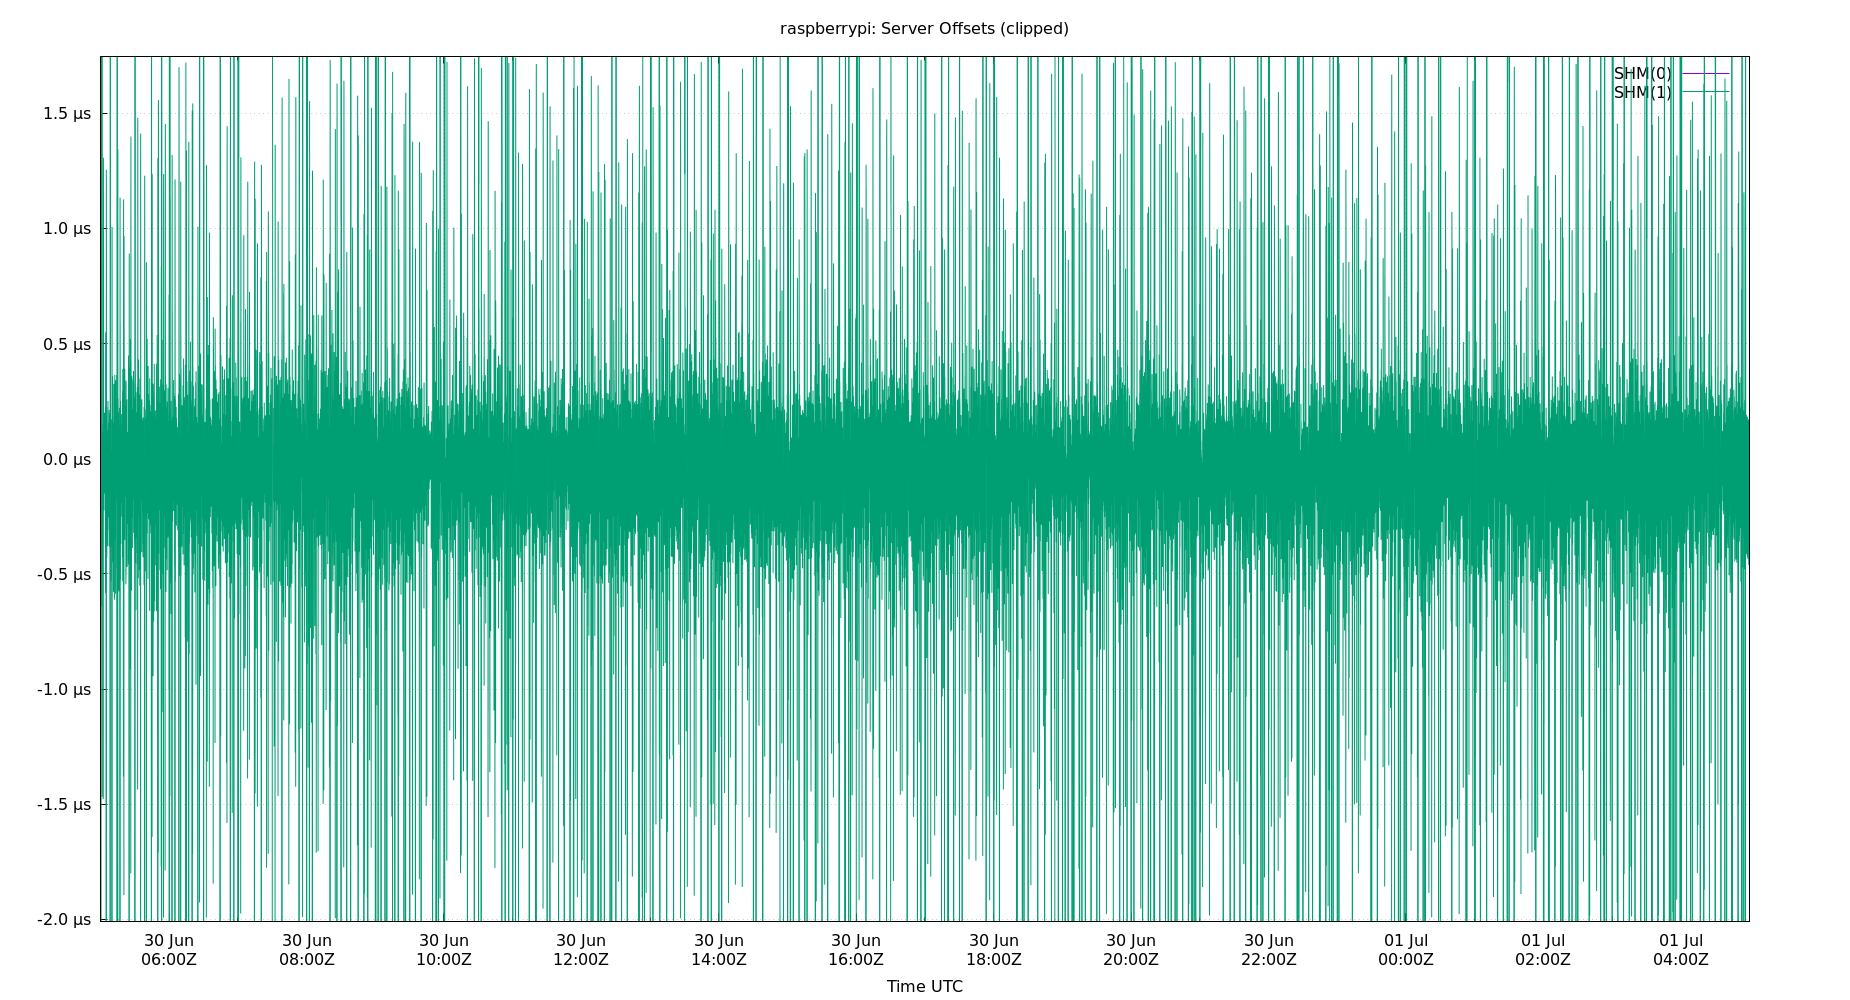 raspberrypi: Server Offsets (clipped)
SHM(0)
SHM(1)
1.5 µs
1.0 µs
0.5 µs
0.0 µs
-0.5 µs
-1.0 µs
-1.5 µs
-2.0 µs
30 Jun 30 Jun 30 Jun 30 Jun 30 Jun 30 Jun 30 Jun 30 Jun 30 Jun 01 Jul 01 Jul 01 Jul
06:00Z 08:00Z 10:00Z 12:00Z 14:00Z 16:00Z 18:00Z 20:00Z 22:00Z 00:00Z 02:00Z 04:00Z
Time UTC